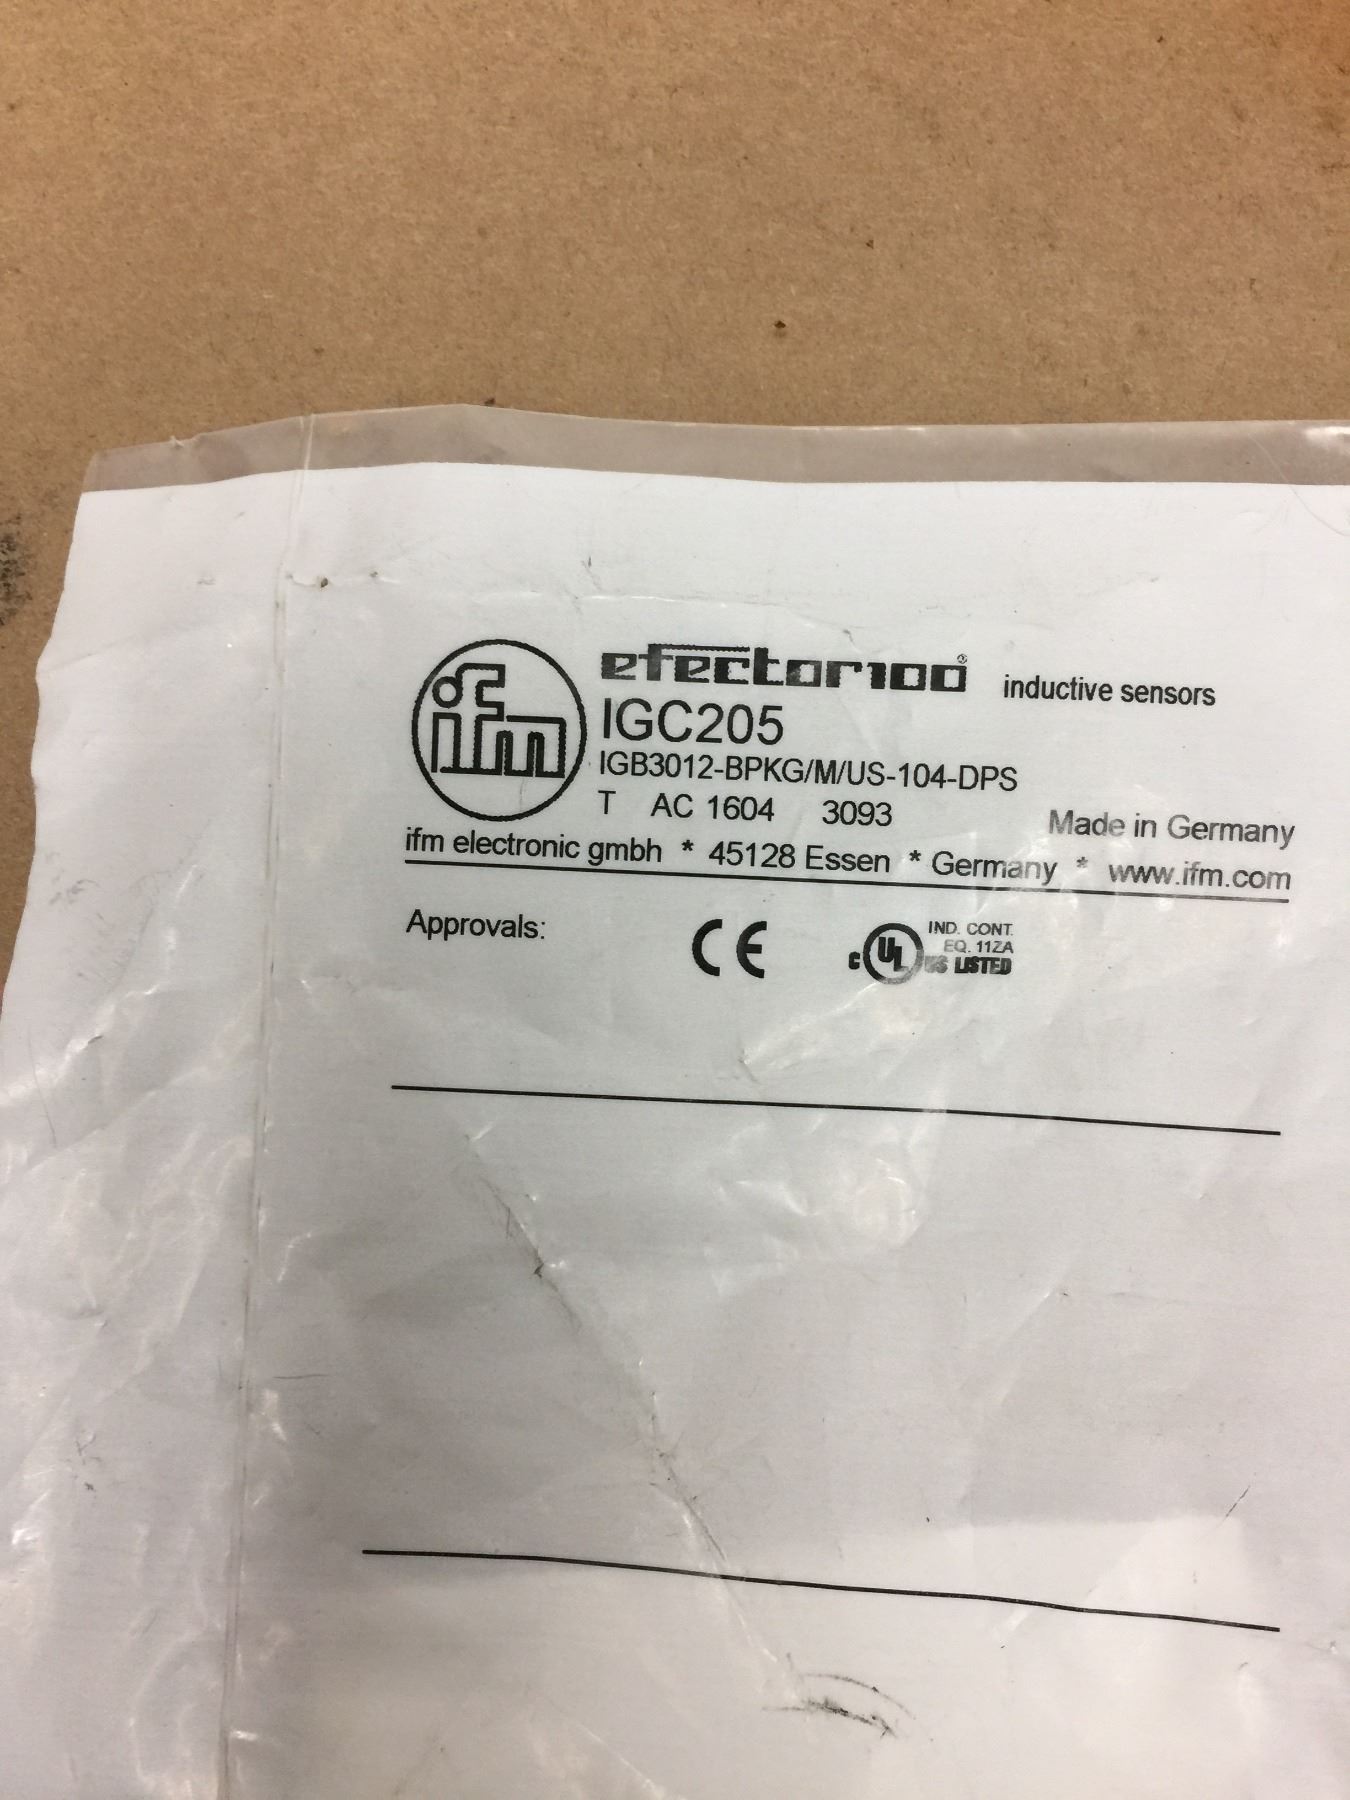 ifm
efector100®
inductive sensors
IGC205
IGB3012-BPKG/M/US-104-DPS
T AC 1604 3093
Made in Germany
ifm electronic gmbh * 45128 Essen * Germany * www.ifm.com
Approvals:
CE
c UL US LISTED
IND. CONT.
EQ. 11ZA